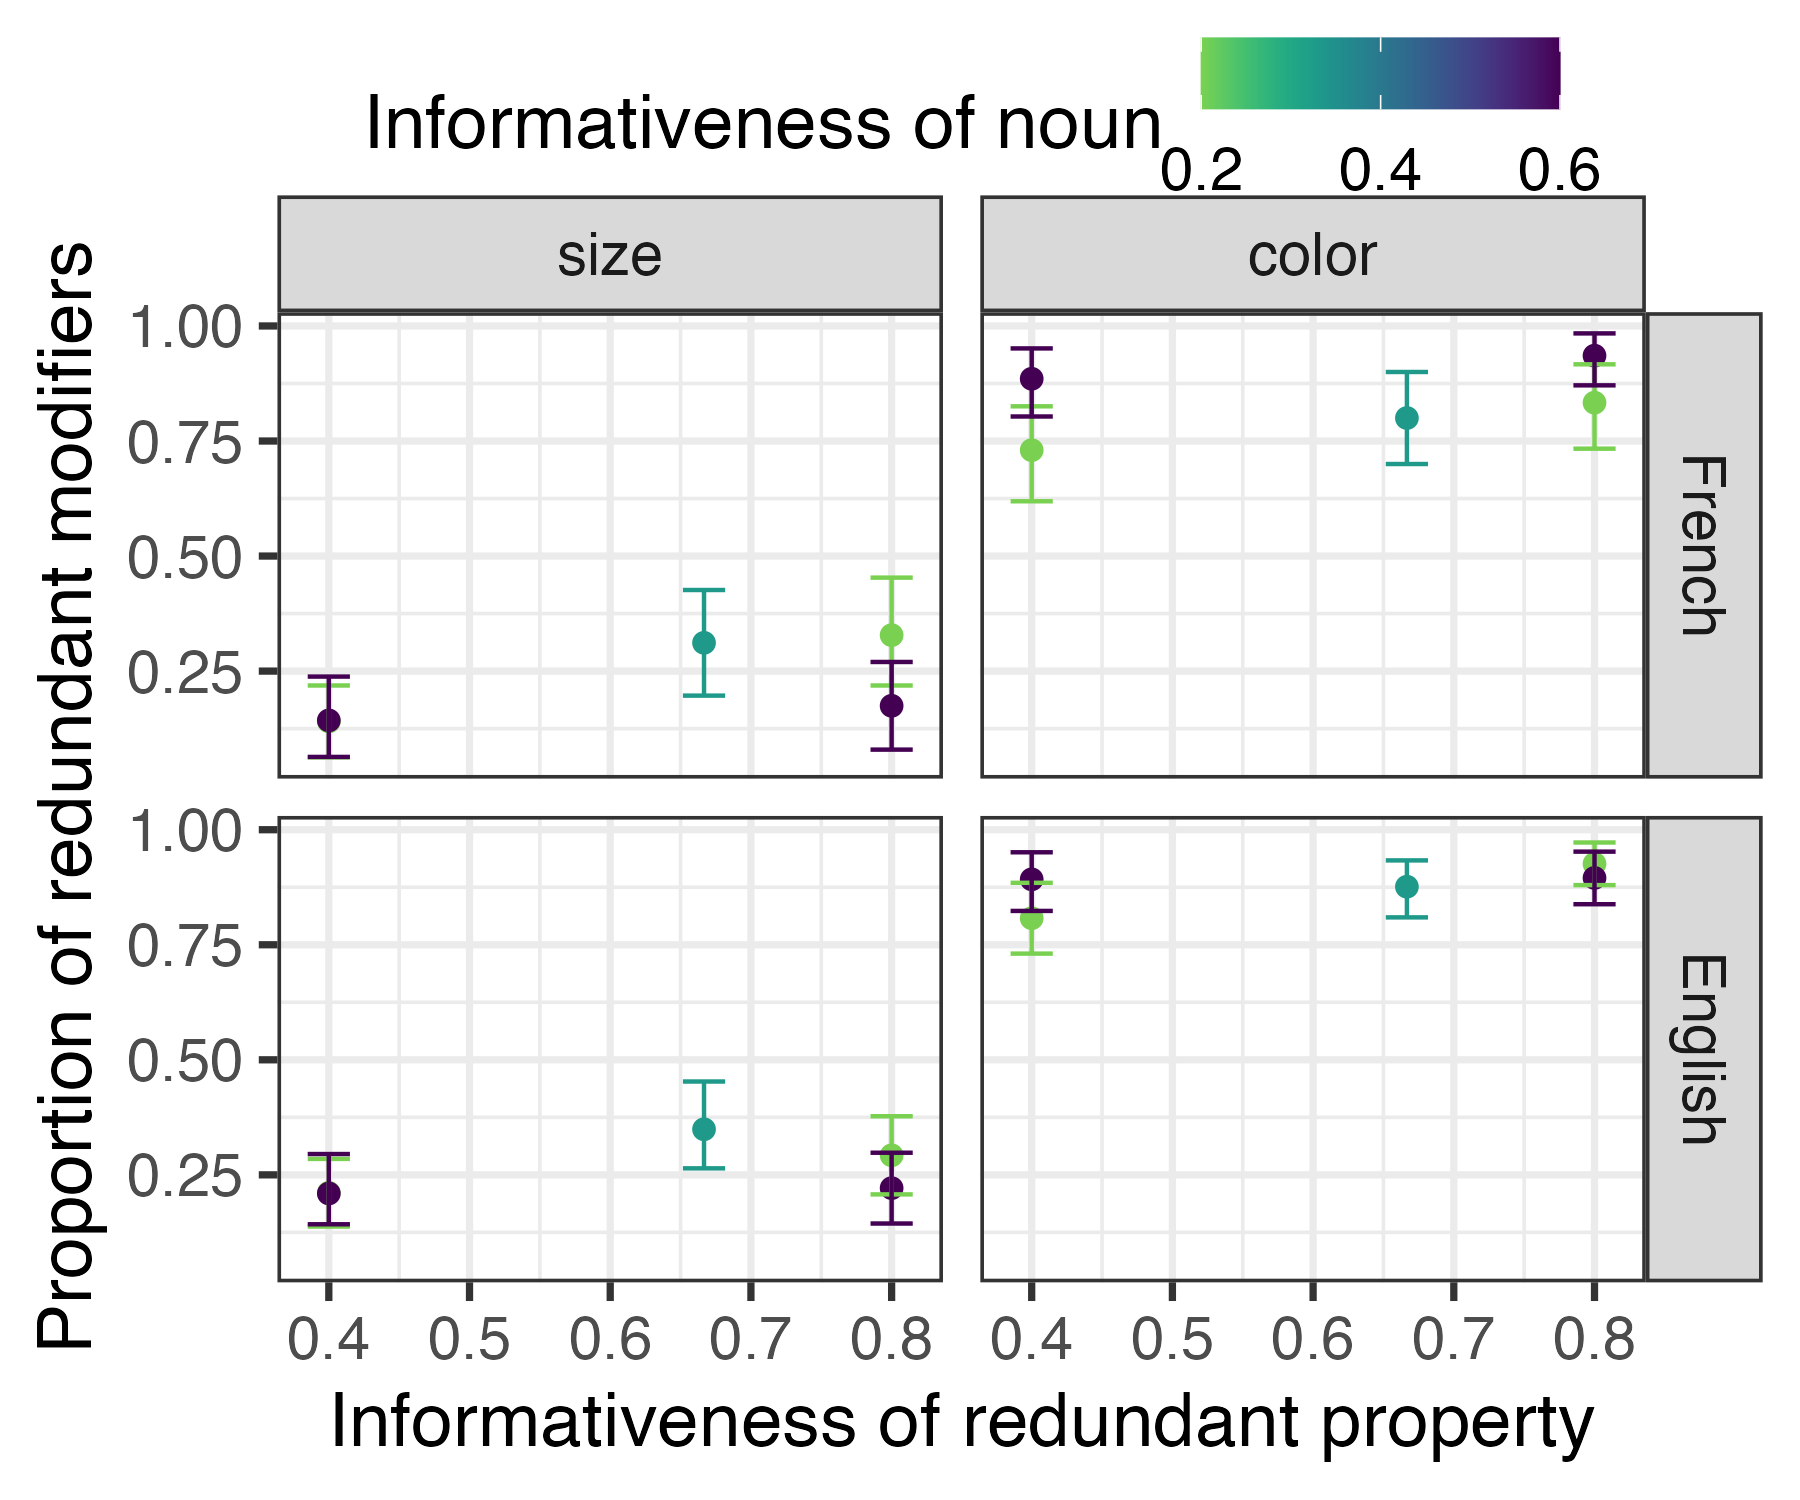 Informativeness of noun
0.2 0.4 0.6
size color
1.00
0.75
0.50
0.25
French
1.00
0.75
0.50
0.25
English
Proportion of redundant modifiers
0.4 0.5 0.6 0.7 0.8 0.4 0.5 0.6 0.7 0.8
Informativeness of redundant property